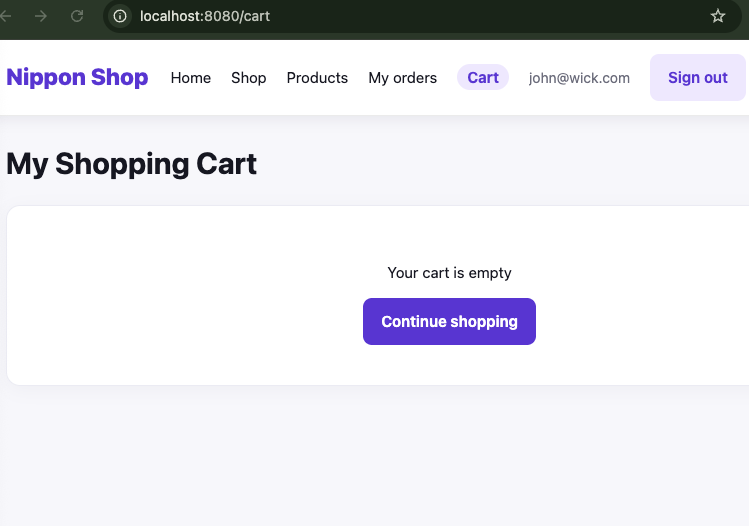 localhost:8080/cart
Nippon Shop Home Shop Products My orders Cart john@wick.com Sign out
My Shopping Cart
Your cart is empty
Continue shopping